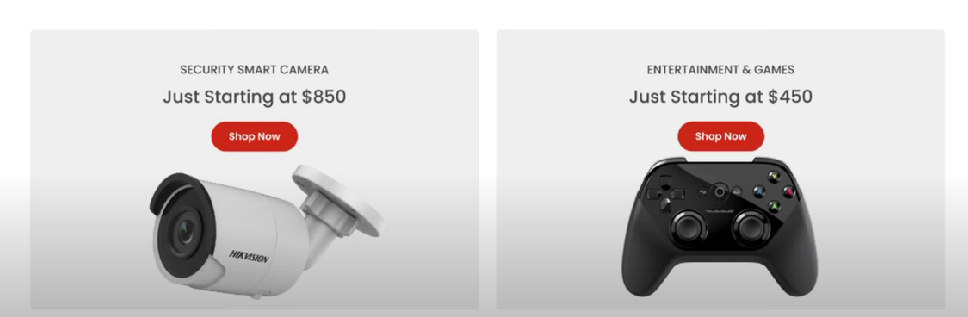 SECURITY SMART CAMERA
Just Starting at $850
Shop Now
HIKVISION
ENTERTAINMENT & GAMES
Just Starting at $450
Shop Now